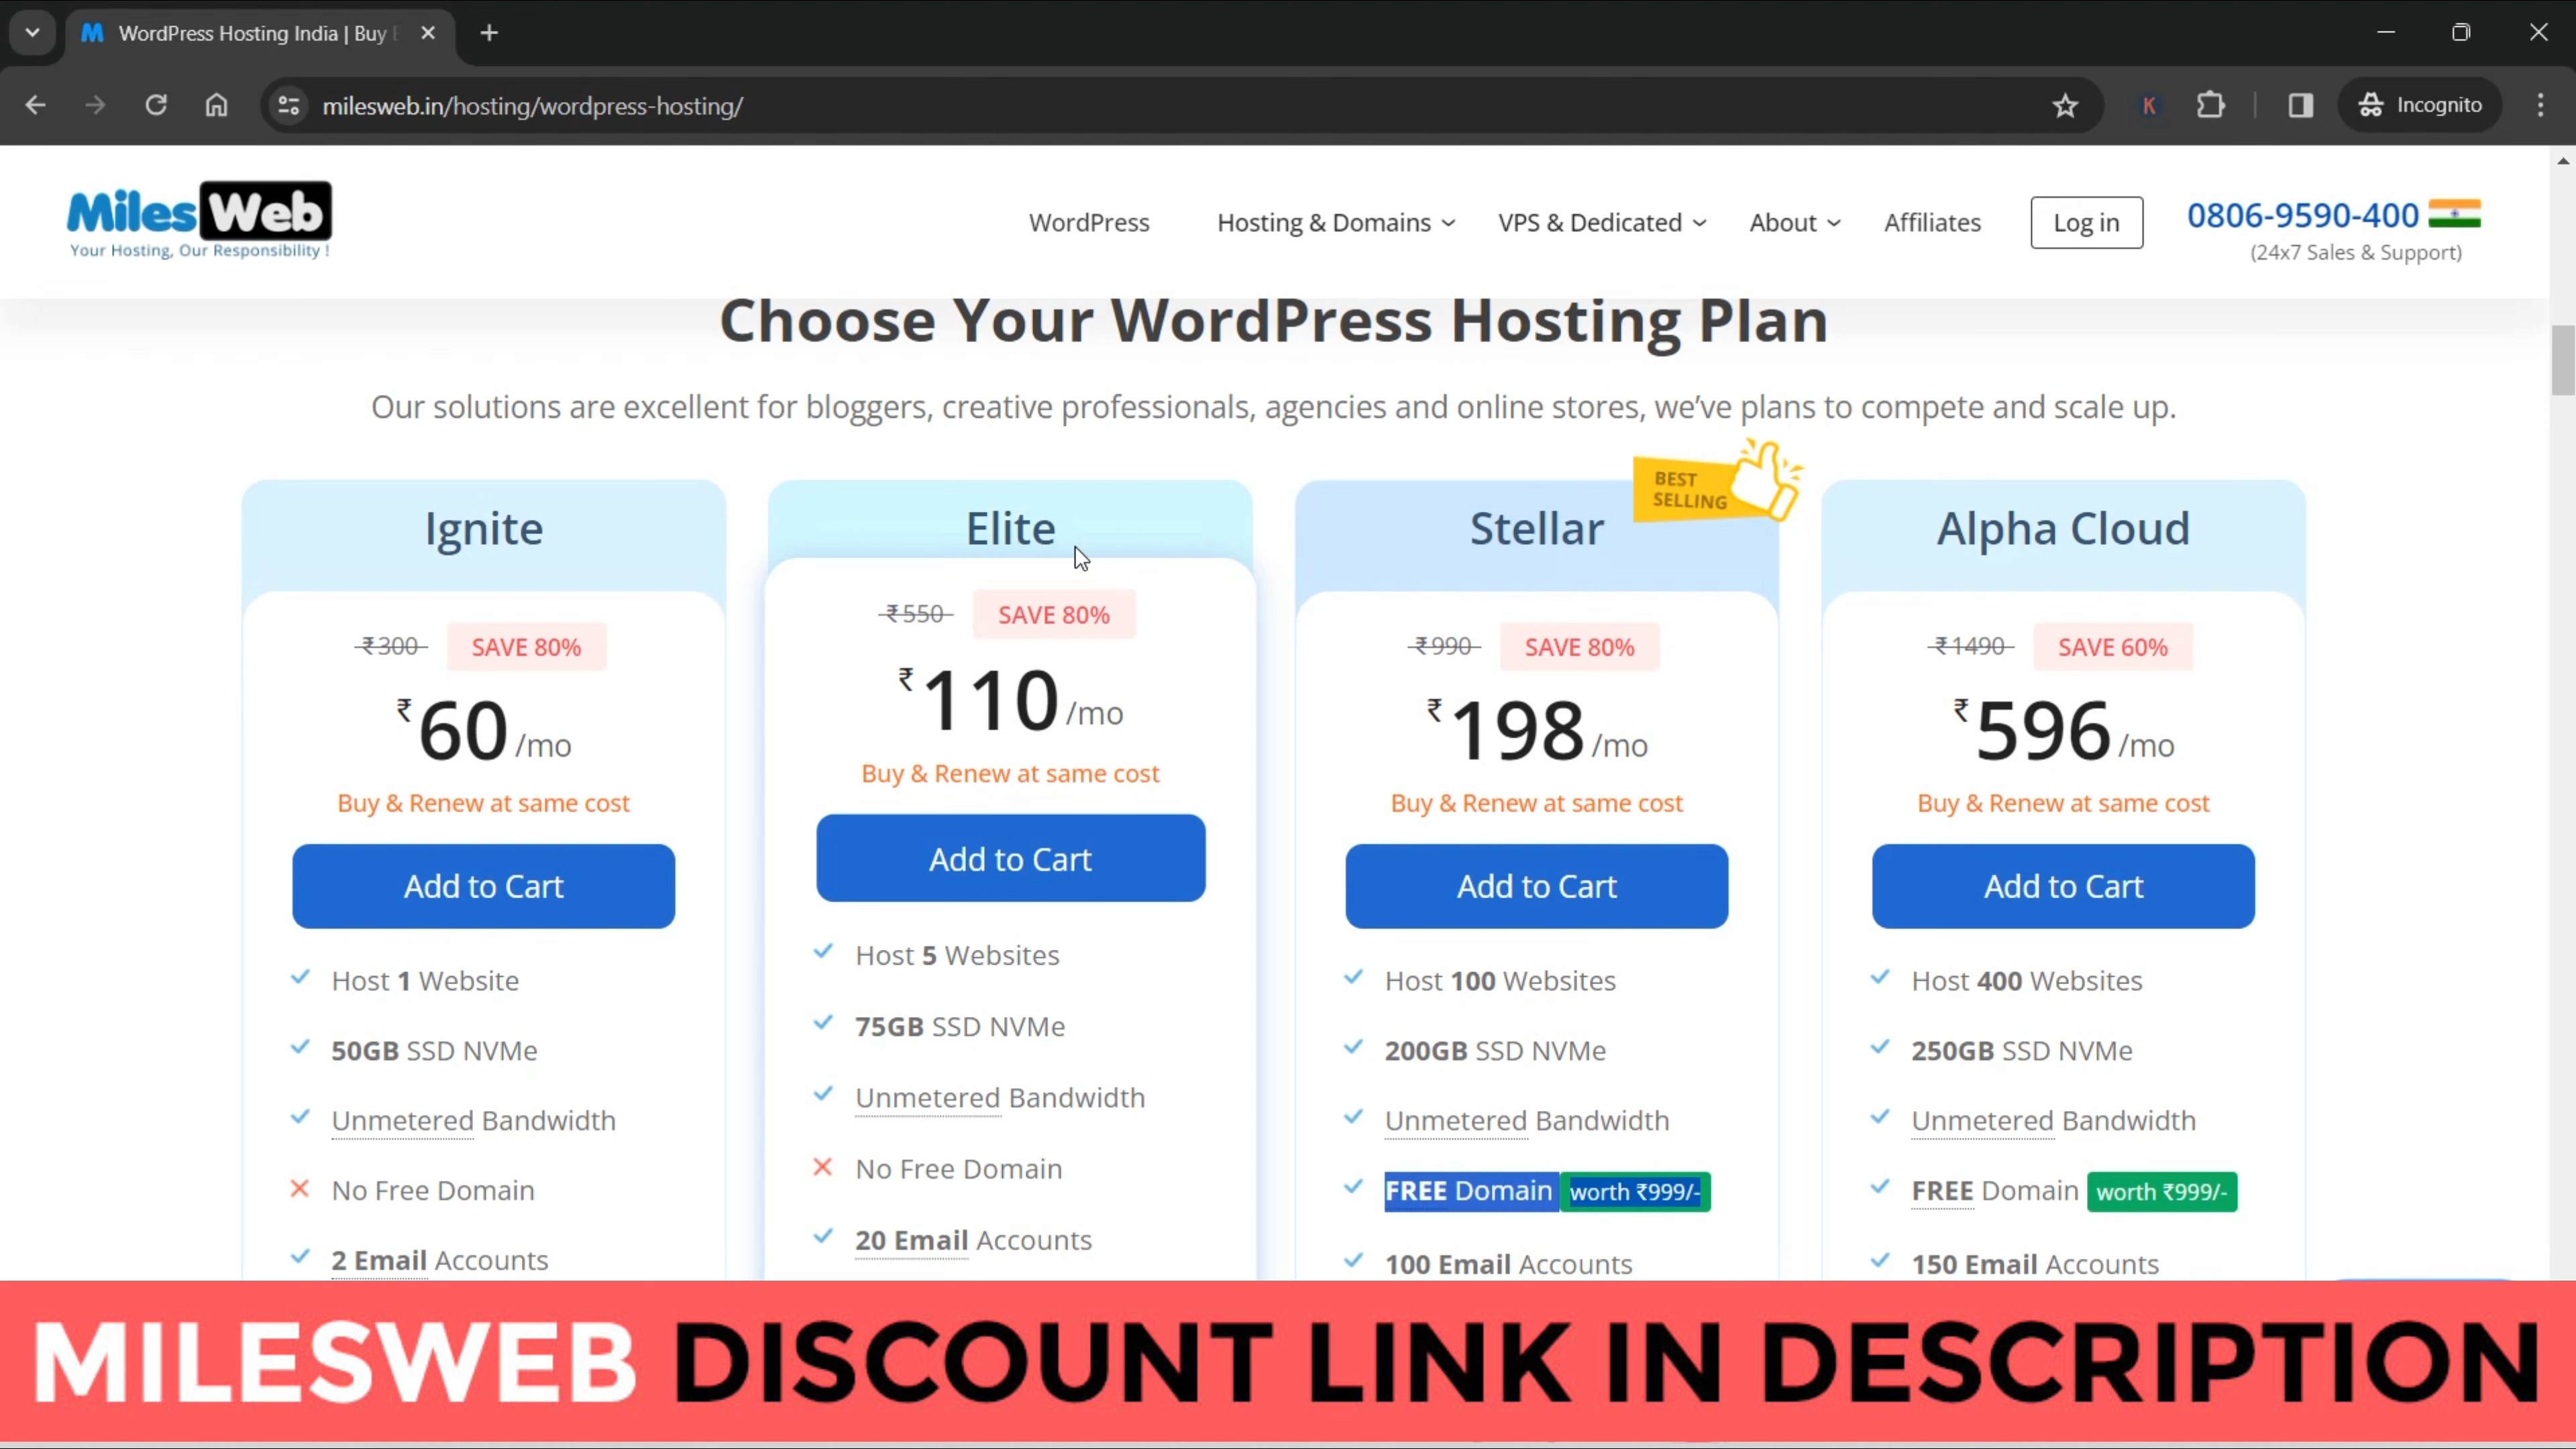 WordPress Hosting India | Buy
milesweb.in/hosting/wordpress-hosting/
K
Incognito
MilesWeb
Your Hosting, Our Responsibility !
WordPress
Hosting & Domains
VPS & Dedicated
About
Affiliates
Log in
0806-9590-400
(24x7 Sales & Support)
Choose Your WordPress Hosting Plan
Our solutions are excellent for bloggers, creative professionals, agencies and online stores, we've plans to compete and scale up.
Ignite
₹300 SAVE 80%
₹60/mo
Buy & Renew at same cost
Add to Cart
Host 1 Website
50GB SSD NVMe
Unmetered Bandwidth
No Free Domain
2 Email Accounts
Elite
₹550 SAVE 80%
₹110/mo
Buy & Renew at same cost
Add to Cart
Host 5 Websites
75GB SSD NVMe
Unmetered Bandwidth
No Free Domain
20 Email Accounts
BEST
SELLING
Stellar
₹990 SAVE 80%
₹198/mo
Buy & Renew at same cost
Add to Cart
Host 100 Websites
200GB SSD NVMe
Unmetered Bandwidth
FREE Domain worth ₹999/-
100 Email Accounts
Alpha Cloud
₹1490 SAVE 60%
₹596/mo
Buy & Renew at same cost
Add to Cart
Host 400 Websites
250GB SSD NVMe
Unmetered Bandwidth
FREE Domain worth ₹999/-
150 Email Accounts
MILESWEB DISCOUNT LINK IN DESCRIPTION